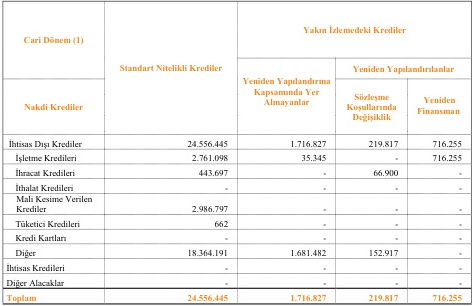 Cari Dönem (1)
Yakın İzlemedeki Krediler
Standart Nitelikli Krediler
Yeniden Yapılandırılanlar
Yeniden Yapılandırma
Kapsamında Yer
Almayanlar
Nakdi Krediler
Sözleşme
Koşullarında
Değişiklik
Yeniden
Finansman
İhtisas Dışı Krediler 24.556.445 1.716.827 219.817 716.255
İşletme Kredileri 2.761.098 35.345 - 716.255
İhracat Kredileri 443.697 - 66.900 -
İthalat Kredileri - - - -
Mali Kesime Verilen
Krediler 2.986.797 - - -
Tüketici Kredileri 662 - - -
Kredi Kartları - - - -
Diğer 18.364.191 1.681.482 152.917 -
İhtisas Kredileri - - - -
Diğer Alacaklar - - - -
Toplam 24.556.445 1.716.827 219.817 716.255